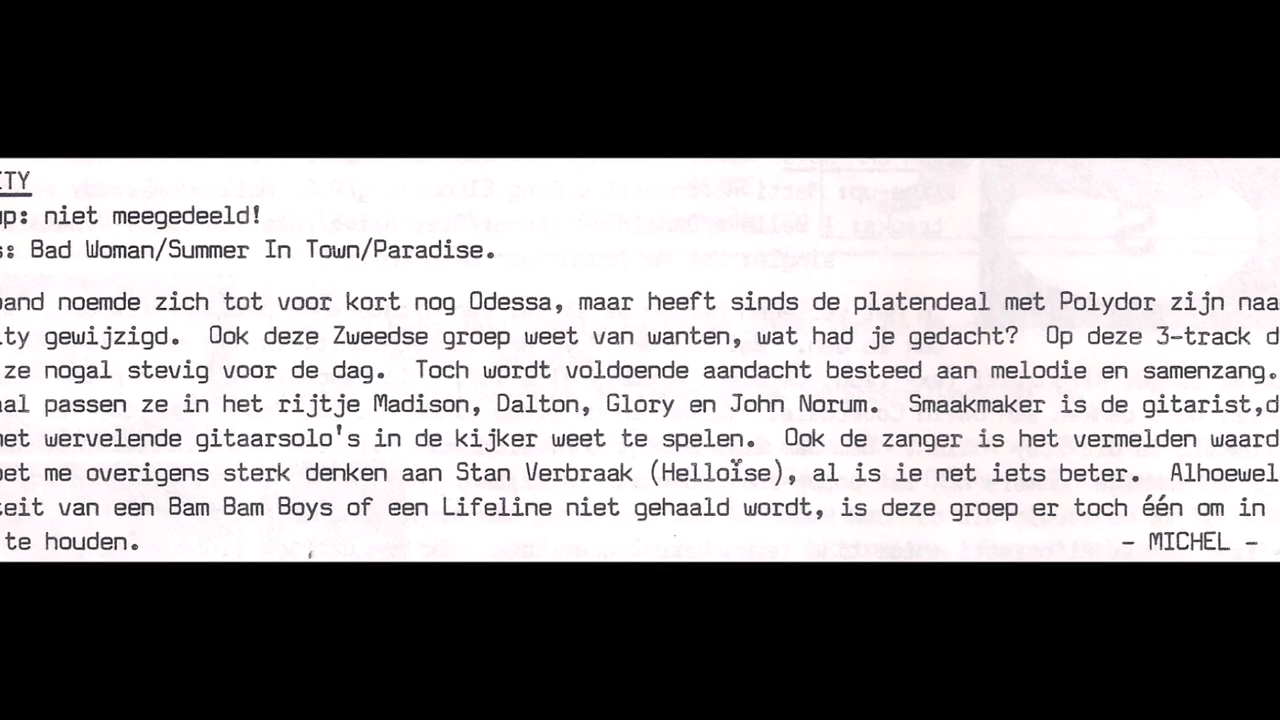 ITY
up: niet meegedeeld!
s: Bad Woman/Summer In Town/Paradise.
band noemde zich tot voor kort nog Odessa, maar heeft sinds de platendeal met Polydor zijn naa
ity gewijzigd. Ook deze Zweedse groep weet van wanten, wat had je gedacht? Op deze 3-track d
ze nogal stevig voor de dag. Toch wordt voldoende aandacht besteed aan melodie en samenzang.
aal passen ze in het rijtje Madison, Dalton, Glory en John Norum. Smaakmaker is de gitarist,d
met wervelende gitaarsolo's in de kijker weet te spelen. Ook de zanger is het vermelden waard
oet me overigens sterk denken aan Stan Verbraak (Helloïse), al is ie net iets beter. Alhoewel
teit van een Bam Bam Boys of een Lifeline niet gehaald wordt, is deze groep er toch één om in
te houden. - MICHEL -